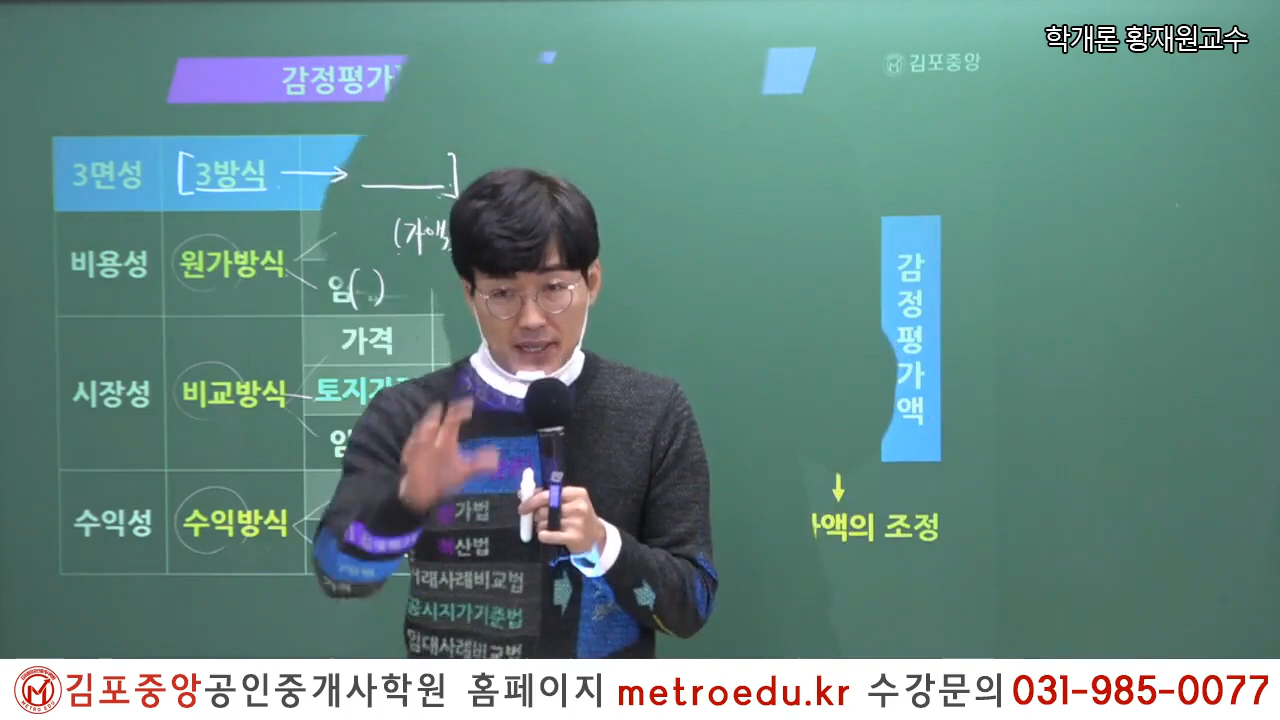 학개론 황재원교수
김포중앙
감정평가
3면성 [3방식 → ]
(가액
비용성 원가방식
임( )
가격
시장성 비교방식 토지가
임
수익성 수익방식
가법
산법
거래사례비교법
공시지가기준법
임대사례비교법
감정평가액
액의 조정
METRO EDU
김포중앙공인중개사학원 홈페이지 metroedu.kr 수강문의 031-985-0077